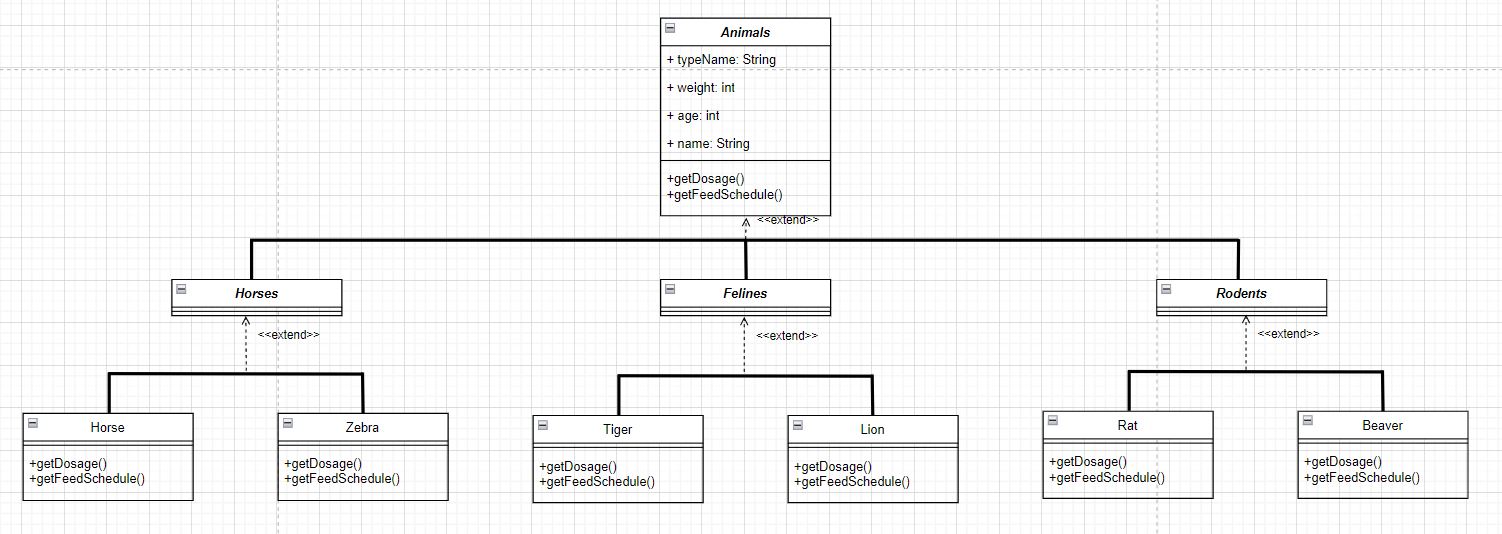 Animals
+ typeName: String
+ weight: int
+ age: int
+ name: String
+getDosage()
+getFeedSchedule()
<<extend>>
Horses
Felines
Rodents
<<extend>>
<<extend>>
<<extend>>
Horse
+getDosage()
+getFeedSchedule()
Zebra
+getDosage()
+getFeedSchedule()
Tiger
+getDosage()
+getFeedSchedule()
Lion
+getDosage()
+getFeedSchedule()
Rat
+getDosage()
+getFeedSchedule()
Beaver
+getDosage()
+getFeedSchedule()